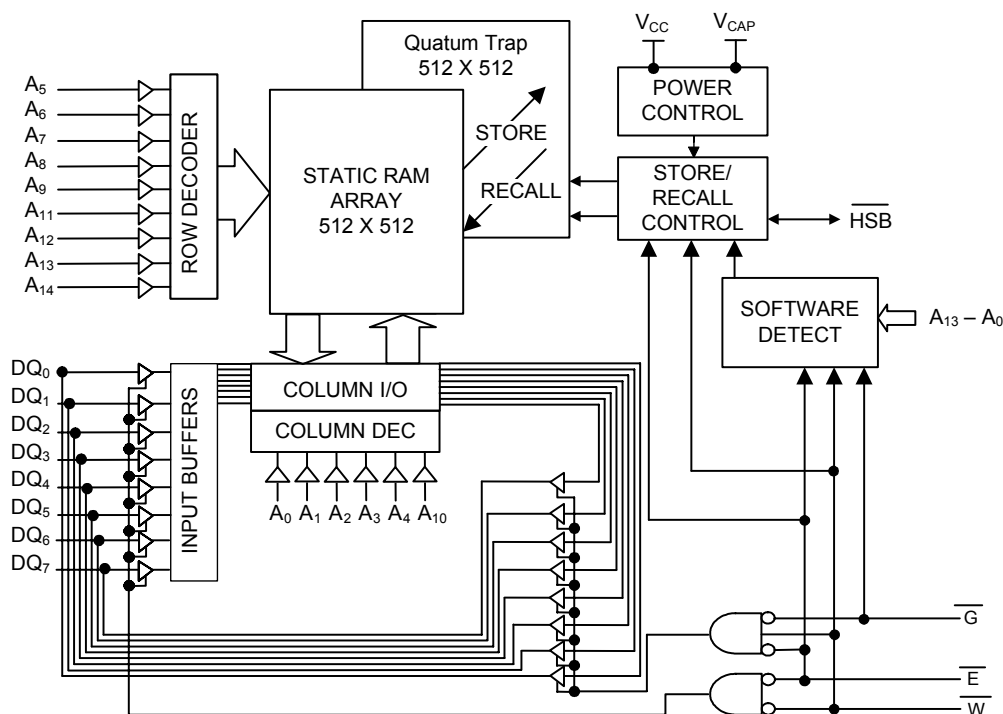 V̅CC
VCAP
Quatum Trap
512 X 512
POWER
CONTROL
A5
A6
A7
A8
A9
A11
A12
A13
A14
ROW DECODER
STATIC RAM
ARRAY
512 X 512
STORE
RECALL
STORE/
RECALL
CONTROL
HSB
SOFTWARE
DETECT
A13 – A0
DQ0
DQ1
DQ2
DQ3
DQ4
DQ5
DQ6
DQ7
INPUT BUFFERS
COLUMN I/O
COLUMN DEC
A0 A1 A2 A3 A4 A10
G
E
W